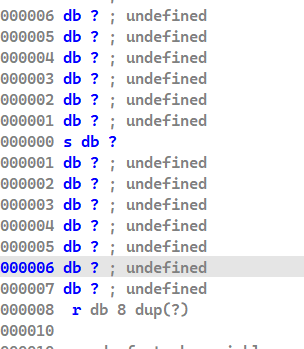 000006 db ? ; undefined
000005 db ? ; undefined
000004 db ? ; undefined
000003 db ? ; undefined
000002 db ? ; undefined
000001 db ? ; undefined
000000 s db ?
000001 db ? ; undefined
000002 db ? ; undefined
000003 db ? ; undefined
000004 db ? ; undefined
000005 db ? ; undefined
000006 db ? ; undefined
000007 db ? ; undefined
000008 r db 8 dup(?)
000010